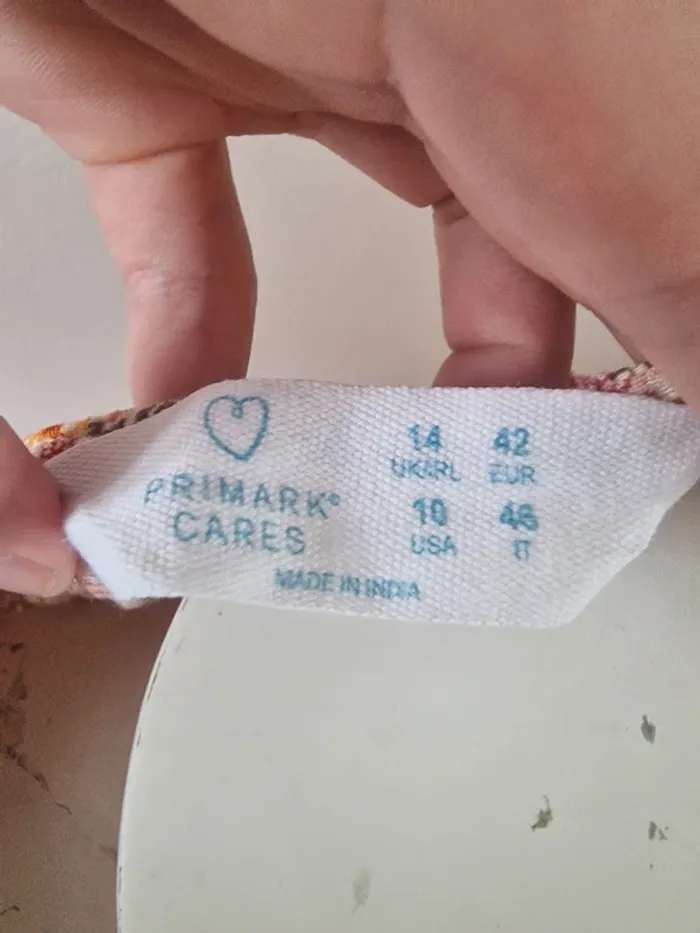 PRIMARK®
CARES
14 42
UK/IRL EUR
10 46
USA IT
MADE IN INDIA